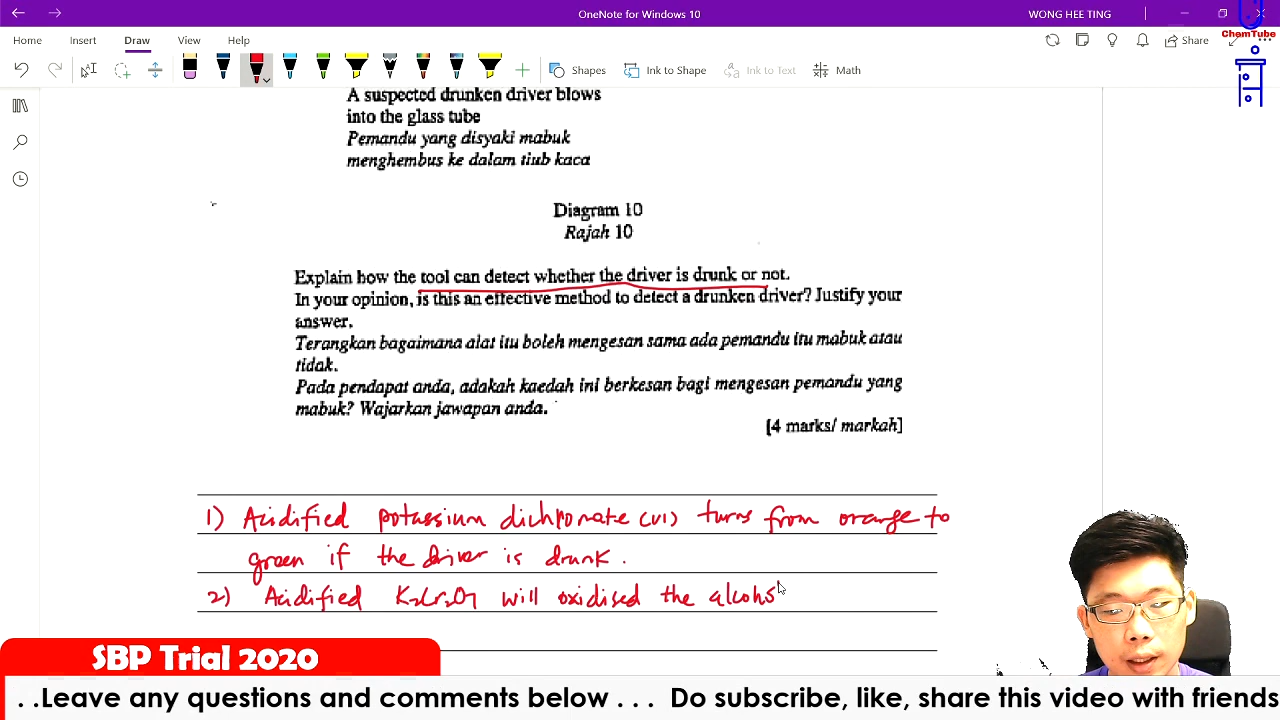 OneNote for Windows 10
WONG HEE TING
ChemTube
Home Insert Draw View Help
Share
Shapes Ink to Shape Ink to Text Math
A suspected drunken driver blows
into the glass tube
Pemandu yang disyaki mabuk
menghembus ke dalam tiub kaca
Diagram 10
Rajah 10
Explain how the tool can detect whether the driver is drunk or not.
In your opinion, is this an effective method to detect a drunken driver? Justify your
answer.
Terangkan bagaimana alat itu boleh mengesan sama ada pemandu itu mabuk atau
tidak.
Pada pendapat anda, adakah kaedah ini berkesan bagi mengesan pemandu yang
mabuk? Wajarkan jawapan anda.
[4 marks/ markah]
1) Acidified potassium dichromate (VI) turns from orange to
green if the driver is drunk.
2) Acidified K2Cr2O7 will oxidised the alcoho
SBP Trial 2020
. .Leave any questions and comments below . . . Do subscribe, like, share this video with friends